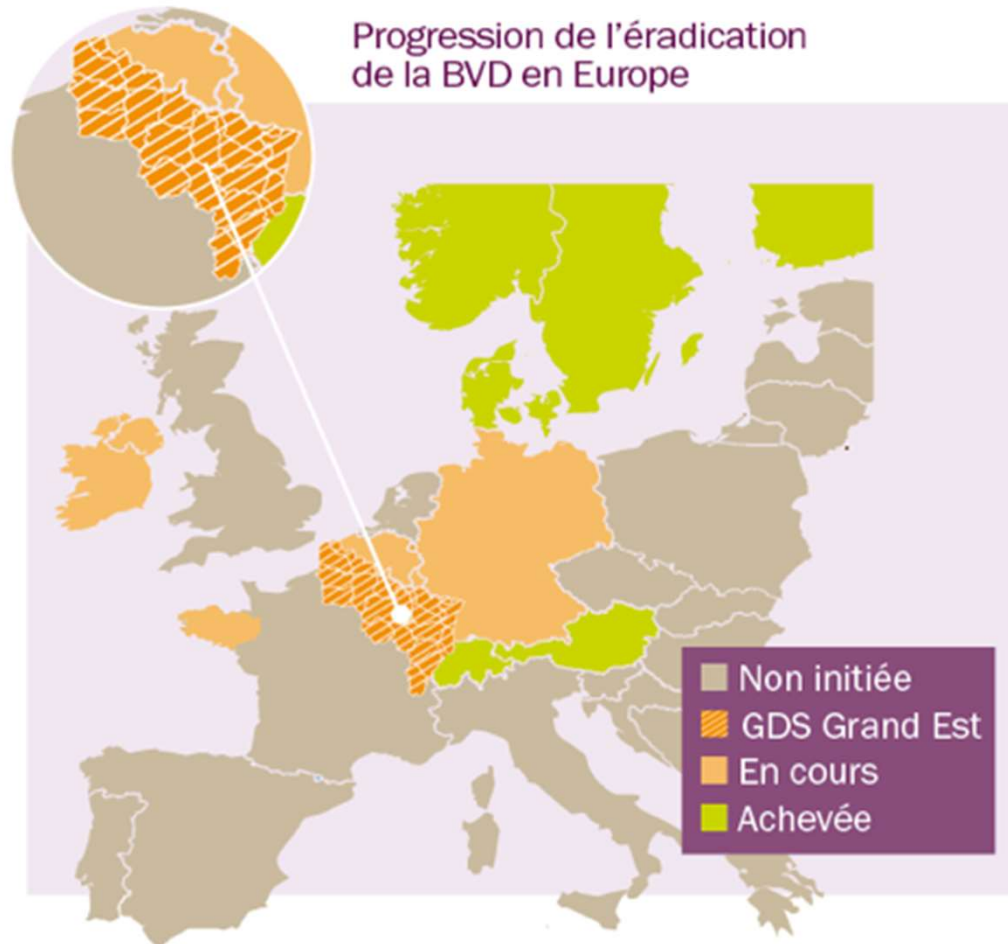 Progression de l'éradication
de la BVD en Europe
Non initiée
GDS Grand Est
En cours
Achevée